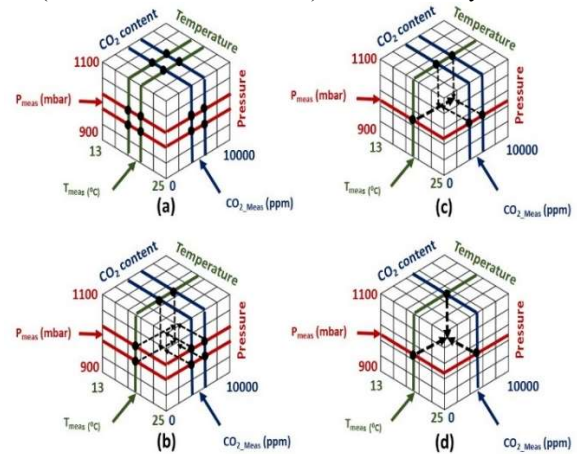 CO2 content
Temperature
1100
Pmeas (mbar)
900
13
Pressure
10000
25 0
Tmeas (ºC)
CO2_Meas (ppm)
(a)
CO2 content
Temperature
1100
Pmeas (mbar)
900
13
Pressure
10000
25 0
Tmeas (ºC)
CO2_Meas (ppm)
(c)
CO2 content
Temperature
1100
Pmeas (mbar)
900
13
Pressure
10000
25 0
Tmeas (ºC)
CO2_Meas (ppm)
(b)
CO2 content
Temperature
1100
Pmeas (mbar)
900
13
Pressure
10000
25 0
Tmeas (ºC)
CO2_Meas (ppm)
(d)